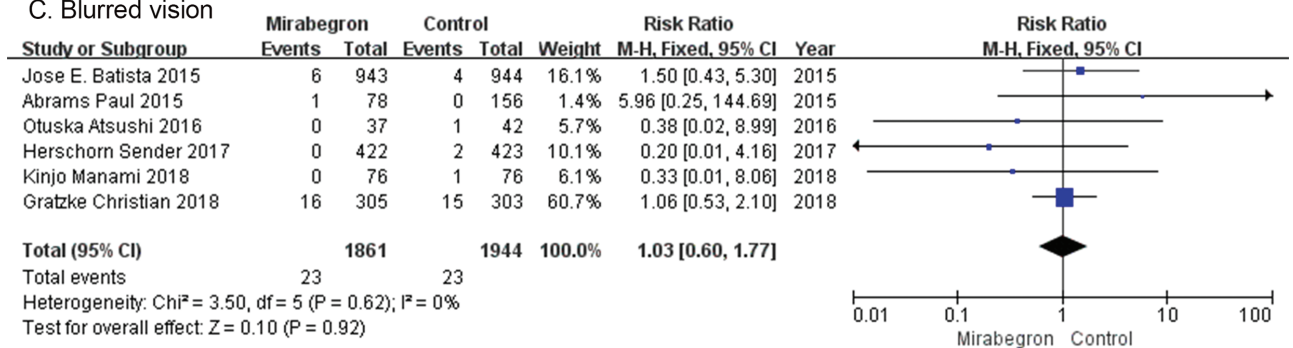 C. Blurred vision
Mirabegron Control Risk Ratio Risk Ratio
Study or Subgroup Events Total Events Total Weight M-H, Fixed, 95% CI Year M-H, Fixed, 95% CI
Jose E. Batista 2015 6 943 4 944 16.1% 1.50 [0.43, 5.30] 2015
Abrams Paul 2015 1 78 0 156 1.4% 5.96 [0.25, 144.69] 2015
Otuska Atsushi 2016 0 37 1 42 5.7% 0.38 [0.02, 8.99] 2016
Herschorn Sender 2017 0 422 2 423 10.1% 0.20 [0.01, 4.16] 2017
Kinjo Manami 2018 0 76 1 76 6.1% 0.33 [0.01, 8.06] 2018
Gratzke Christian 2018 16 305 15 303 60.7% 1.06 [0.53, 2.10] 2018
Total (95% CI) 1861 1944 100.0% 1.03 [0.60, 1.77]
Total events 23 23
Heterogeneity: Chi² = 3.50, df = 5 (P = 0.62); I² = 0%
Test for overall effect: Z = 0.10 (P = 0.92)
0.01 0.1 1 10 100
Mirabegron Control